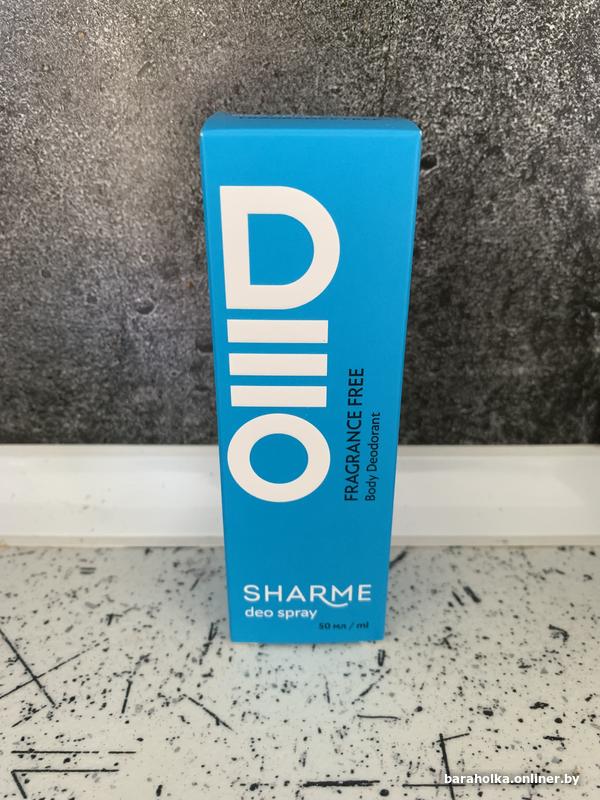 DEO
FRAGRANCE FREE
Body Deodorant
SHARME
deo spray
50 мл / ml
baraholka.onliner.by